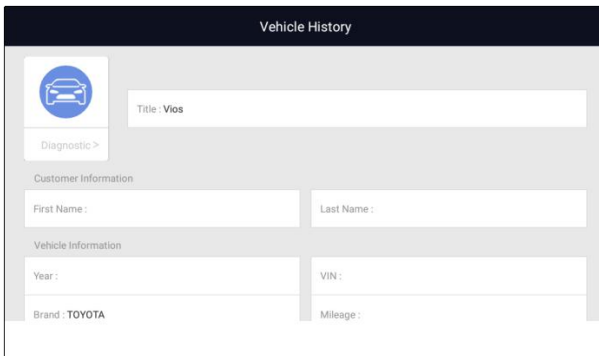 Vehicle History
Title : Vios
Diagnostic >
Customer Information
First Name :
Last Name :
Vehicle Information
Year :
VIN :
Brand : TOYOTA
Mileage :